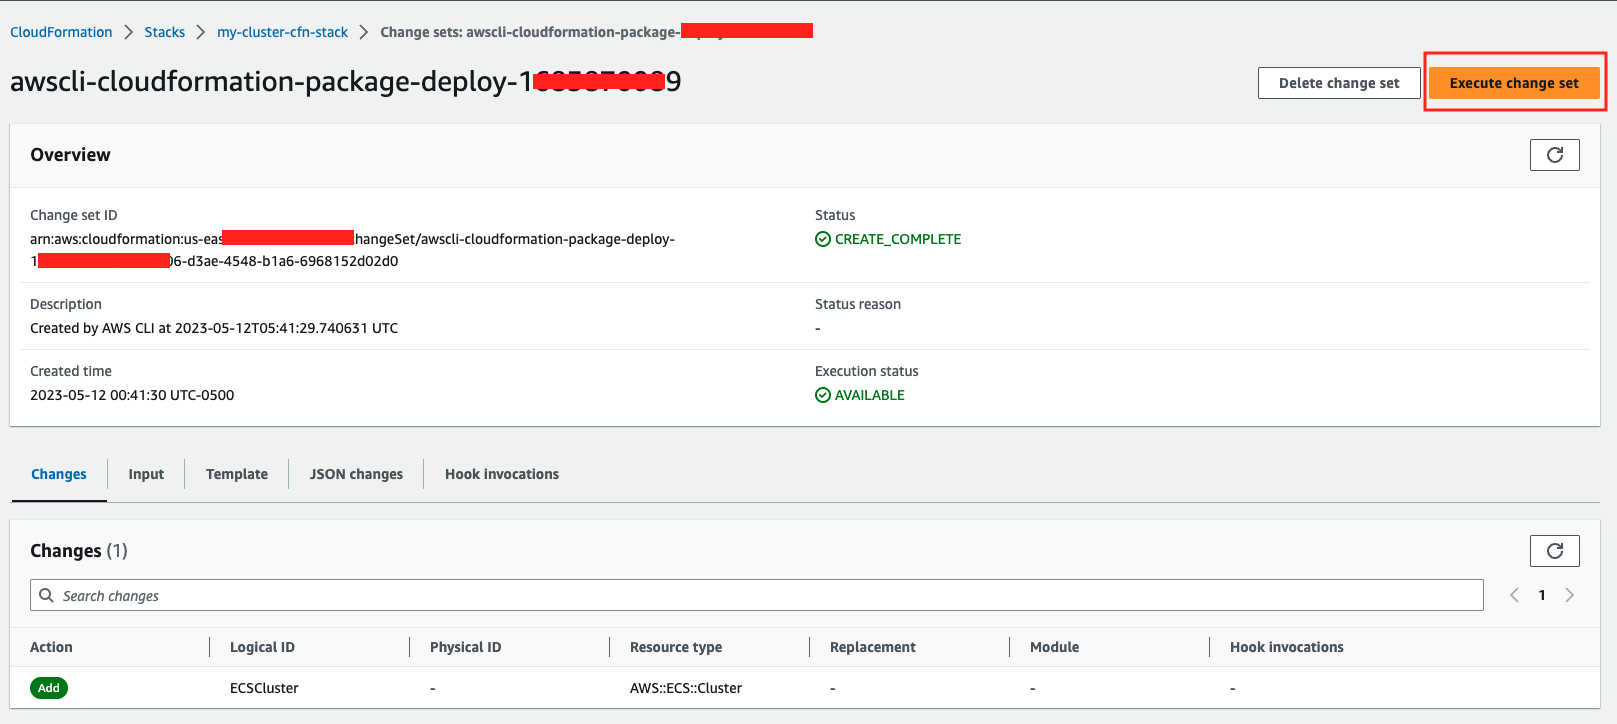 CloudFormation > Stacks > my-cluster-cfn-stack > Change sets: awscli-cloudformation-package-
awscli-cloudformation-package-deploy-1 9
Delete change set
Execute change set
Overview
Change set ID
arn:aws:cloudformation:us-eas hangeSet/awscli-cloudformation-package-deploy-
1 06-d3ae-4548-b1a6-6968152d02d0
Status
CREATE_COMPLETE
Description
Created by AWS CLI at 2023-05-12T05:41:29.740631 UTC
Status reason
-
Created time
2023-05-12 00:41:30 UTC-0500
Execution status
AVAILABLE
Changes Input Template JSON changes Hook invocations
Changes (1)
Search changes
1
Action Logical ID Physical ID Resource type Replacement Module Hook invocations
Add ECSCluster - AWS::ECS::Cluster - - -